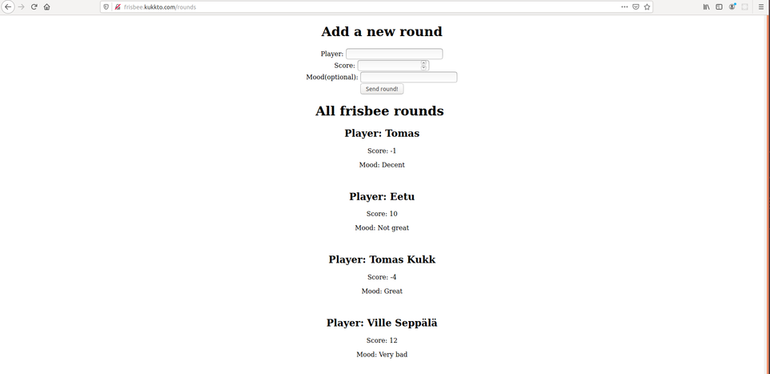 frisbee.kukkto.com/rounds
Add a new round
Player:
Score:
Mood(optional):
Send round!
All frisbee rounds
Player: Tomas
Score: -1
Mood: Decent
Player: Eetu
Score: 10
Mood: Not great
Player: Tomas Kukk
Score: -4
Mood: Great
Player: Ville Seppälä
Score: 12
Mood: Very bad